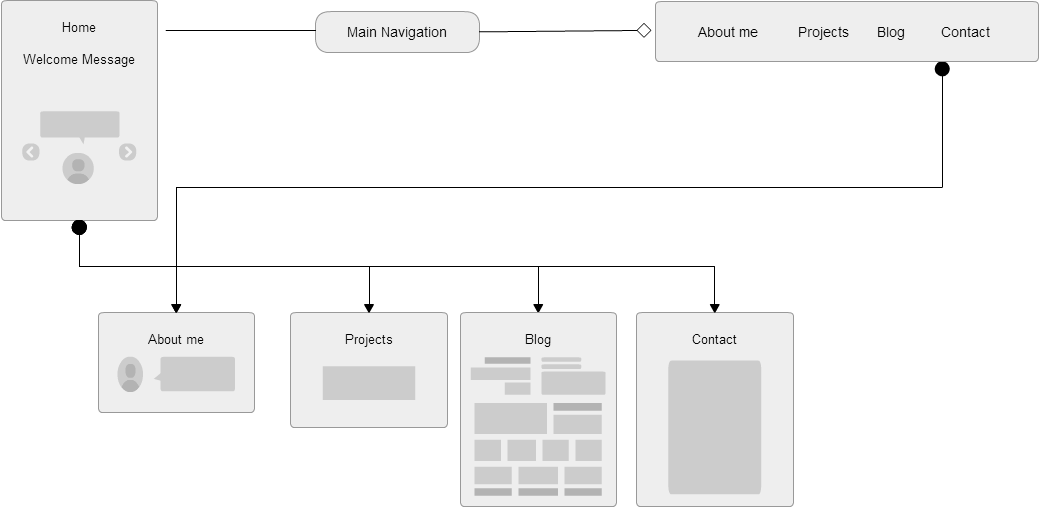 Home
Welcome Message
Main Navigation
About me Projects Blog Contact
About me
Projects
Blog
Contact